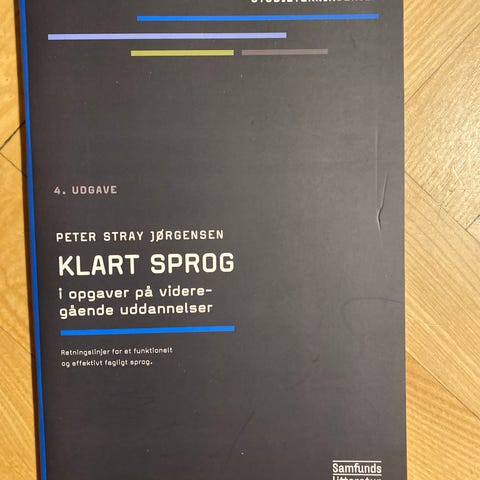 4. UDGAVE
PETER STRAY JØRGENSEN
KLART SPROG
i opgaver på videre-
gående uddannelser
Retningslinjer for et funktionelt
og effektivt fagligt sprog.
Samfunds
litteratur